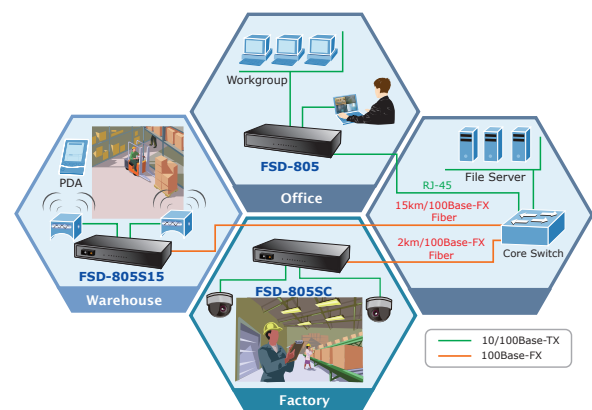 Workgroup
FSD-805
Office
PDA
FSD-805S15
Warehouse
File Server
RJ-45
15km/100Base-FX
Fiber
2km/100Base-FX
Fiber
Core Switch
FSD-805SC
Factory
10/100Base-TX
100Base-FX